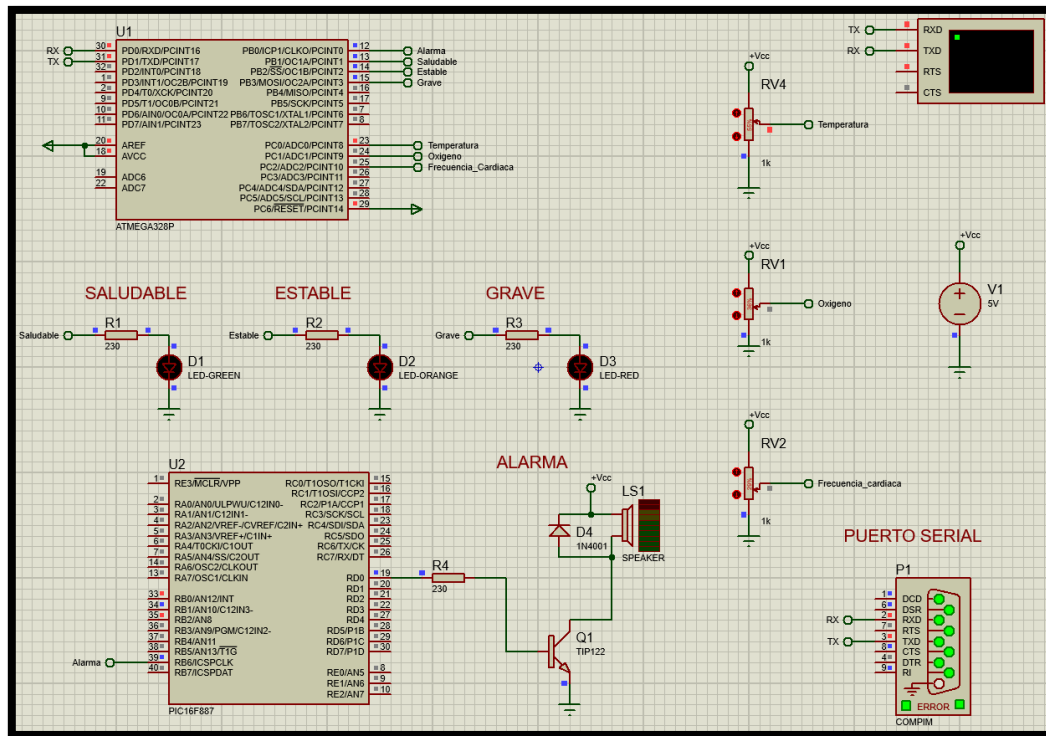 U1
RX 30 PD0/RXD/PCINT16 PB0/ICP1/CLKO/PCINT0 12 Alarma
TX 31 PD1/TXD/PCINT17 PB1/OC1A/PCINT1 13 Saludable
32 PD2/INT0/PCINT18 PB2/SS/OC1B/PCINT2 14 Estable
1 PD3/INT1/OC2B/PCINT19 PB3/MOSI/OC2A/PCINT3 15 Grave
2 PD4/T0/XCK/PCINT20 PB4/MISO/PCINT4 16
9 PD5/T1/OC0B/PCINT21 PB5/SCK/PCINT5 17
10 PD6/AIN0/OC0A/PCINT22 PB6/TOSC1/XTAL1/PCINT6 7
11 PD7/AIN1/PCINT23 PB7/TOSC2/XTAL2/PCINT7 8
20 AREF PC0/ADC0/PCINT8 23 Temperatura
18 AVCC PC1/ADC1/PCINT9 24 Oxigeno
PC2/ADC2/PCINT10 25 Frecuencia_Cardiaca
19 ADC6 PC3/ADC3/PCINT11 26
22 ADC7 PC4/ADC4/SDA/PCINT12 27
PC5/ADC5/SCL/PCINT13 28
PC6/RESET/PCINT14 29
ATMEGA328P
+Vcc
RV4
Temperatura
1k
TX RXD
RX TXD
RTS
CTS
+Vcc
RV1
Oxigeno
1k
+Vcc
V1
5V
SALUDABLE
Saludable R1
230
D1
LED-GREEN
ESTABLE
Estable R2
230
D2
LED-ORANGE
GRAVE
Grave R3
230
D3
LED-RED
+Vcc
RV2
Frecuencia_cardiaca
1k
U2
1 RE3/MCLR/VPP RC0/T1OSO/T1CKI 15
RC1/T1OSI/CCP2 16
2 RA0/AN0/ULPWU/C12IN0- RC2/P1A/CCP1 17
3 RA1/AN1/C12IN1- RC3/SCK/SCL 18
4 RA2/AN2/VREF-/CVREF/C2IN+ RC4/SDI/SDA 23
5 RA3/AN3/VREF+/C1IN+ RC5/SDO 24
6 RA4/T0CKI/C1OUT RC6/TX/CK 25
7 RA5/AN4/SS/C2OUT RC7/RX/DT 26
14 RA6/OSC2/CLKOUT
13 RA7/OSC1/CLKIN RD0 19
RD1 20
33 RB0/AN12/INT RD2 21
34 RB1/AN10/C12IN3- RD3 22
35 RB2/AN8 RD4 27
36 RB3/AN9/PGM/C12IN2- RD5/P1B 28
37 RB4/AN11 RD6/P1C 29
38 RB5/AN13/T1G RD7/P1D 30
Alarma 39 RB6/ICSPCLK
40 RB7/ICSPDAT RE0/AN5 8
RE1/AN6 9
RE2/AN7 10
PIC16F887
ALARMA
+Vcc
LS1
D4
1N4001
SPEAKER
R4
230
Q1
TIP122
PUERTO SERIAL
P1
1 DCD
6 DSR
RX 2 RXD
7 RTS
TX 3 TXD
8 CTS
4 DTR
9 RI
ERROR
COMPIM